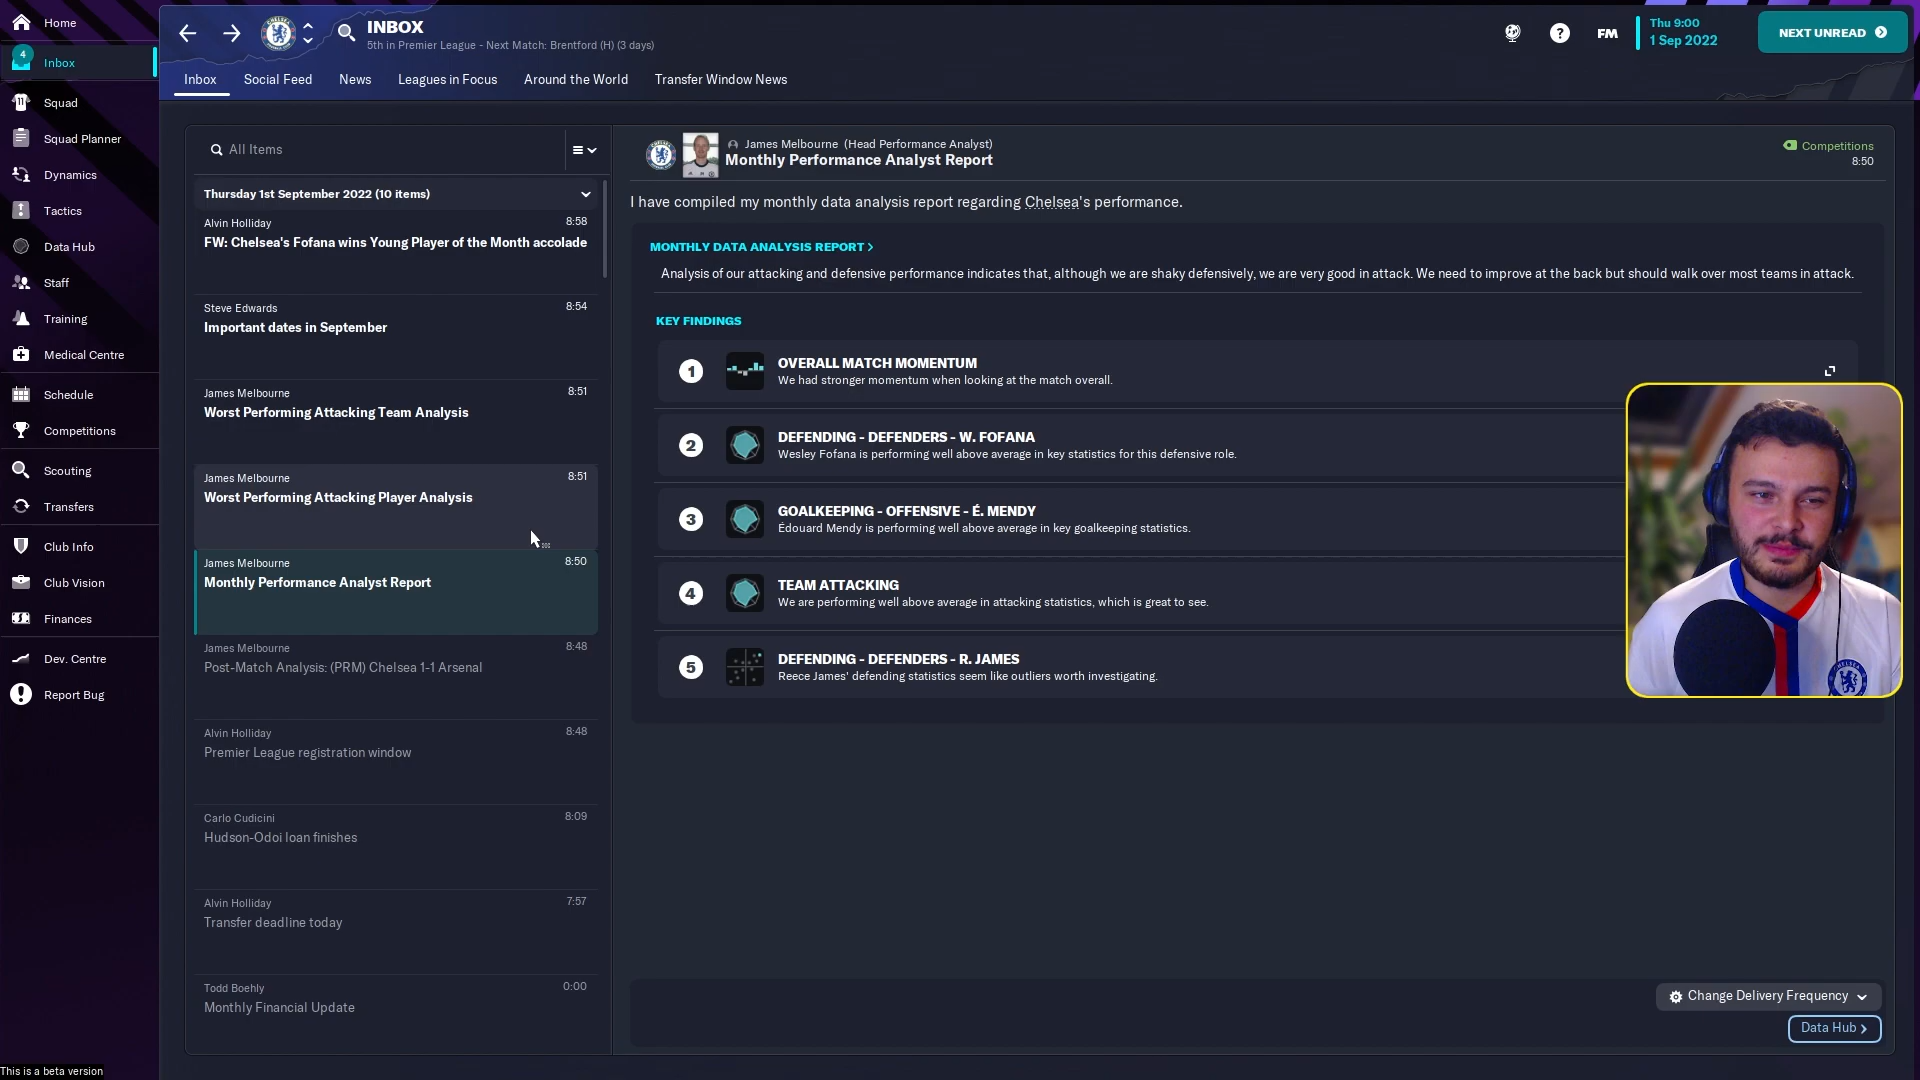 Home
4
Inbox
Squad
Squad Planner
Dynamics
Tactics
Data Hub
Staff
Training
Medical Centre
Schedule
Competitions
Scouting
Transfers
Club Info
Club Vision
Finances
Dev. Centre
Report Bug
This is a beta version
INBOX
5th in Premier League - Next Match: Brentford (H) (3 days)
FM
Thu 9:00
1 Sep 2022
NEXT UNREAD
Inbox Social Feed News Leagues in Focus Around the World Transfer Window News
All Items
Thursday 1st September 2022 (10 items)
Alvin Holliday 8:58
FW: Chelsea's Fofana wins Young Player of the Month accolade
Steve Edwards 8:54
Important dates in September
James Melbourne 8:51
Worst Performing Attacking Team Analysis
James Melbourne 8:51
Worst Performing Attacking Player Analysis
James Melbourne 8:50
Monthly Performance Analyst Report
James Melbourne 8:48
Post-Match Analysis: (PRM) Chelsea 1-1 Arsenal
Alvin Holliday 8:48
Premier League registration window
Carlo Cudicini 8:09
Hudson-Odoi loan finishes
Alvin Holliday 7:57
Transfer deadline today
Todd Boehly 0:00
Monthly Financial Update
James Melbourne (Head Performance Analyst)
Monthly Performance Analyst Report
Competitions
8:50
I have compiled my monthly data analysis report regarding Chelsea's performance.
MONTHLY DATA ANALYSIS REPORT >
Analysis of our attacking and defensive performance indicates that, although we are shaky defensively, we are very good in attack. We need to improve at the back but should walk over most teams in attack.
KEY FINDINGS
1 OVERALL MATCH MOMENTUM
We had stronger momentum when looking at the match overall.
2 DEFENDING - DEFENDERS - W. FOFANA
Wesley Fofana is performing well above average in key statistics for this defensive role.
3 GOALKEEPING - OFFENSIVE - É. MENDY
Édouard Mendy is performing well above average in key goalkeeping statistics.
4 TEAM ATTACKING
We are performing well above average in attacking statistics, which is great to see.
5 DEFENDING - DEFENDERS - R. JAMES
Reece James' defending statistics seem like outliers worth investigating.
Change Delivery Frequency
Data Hub >